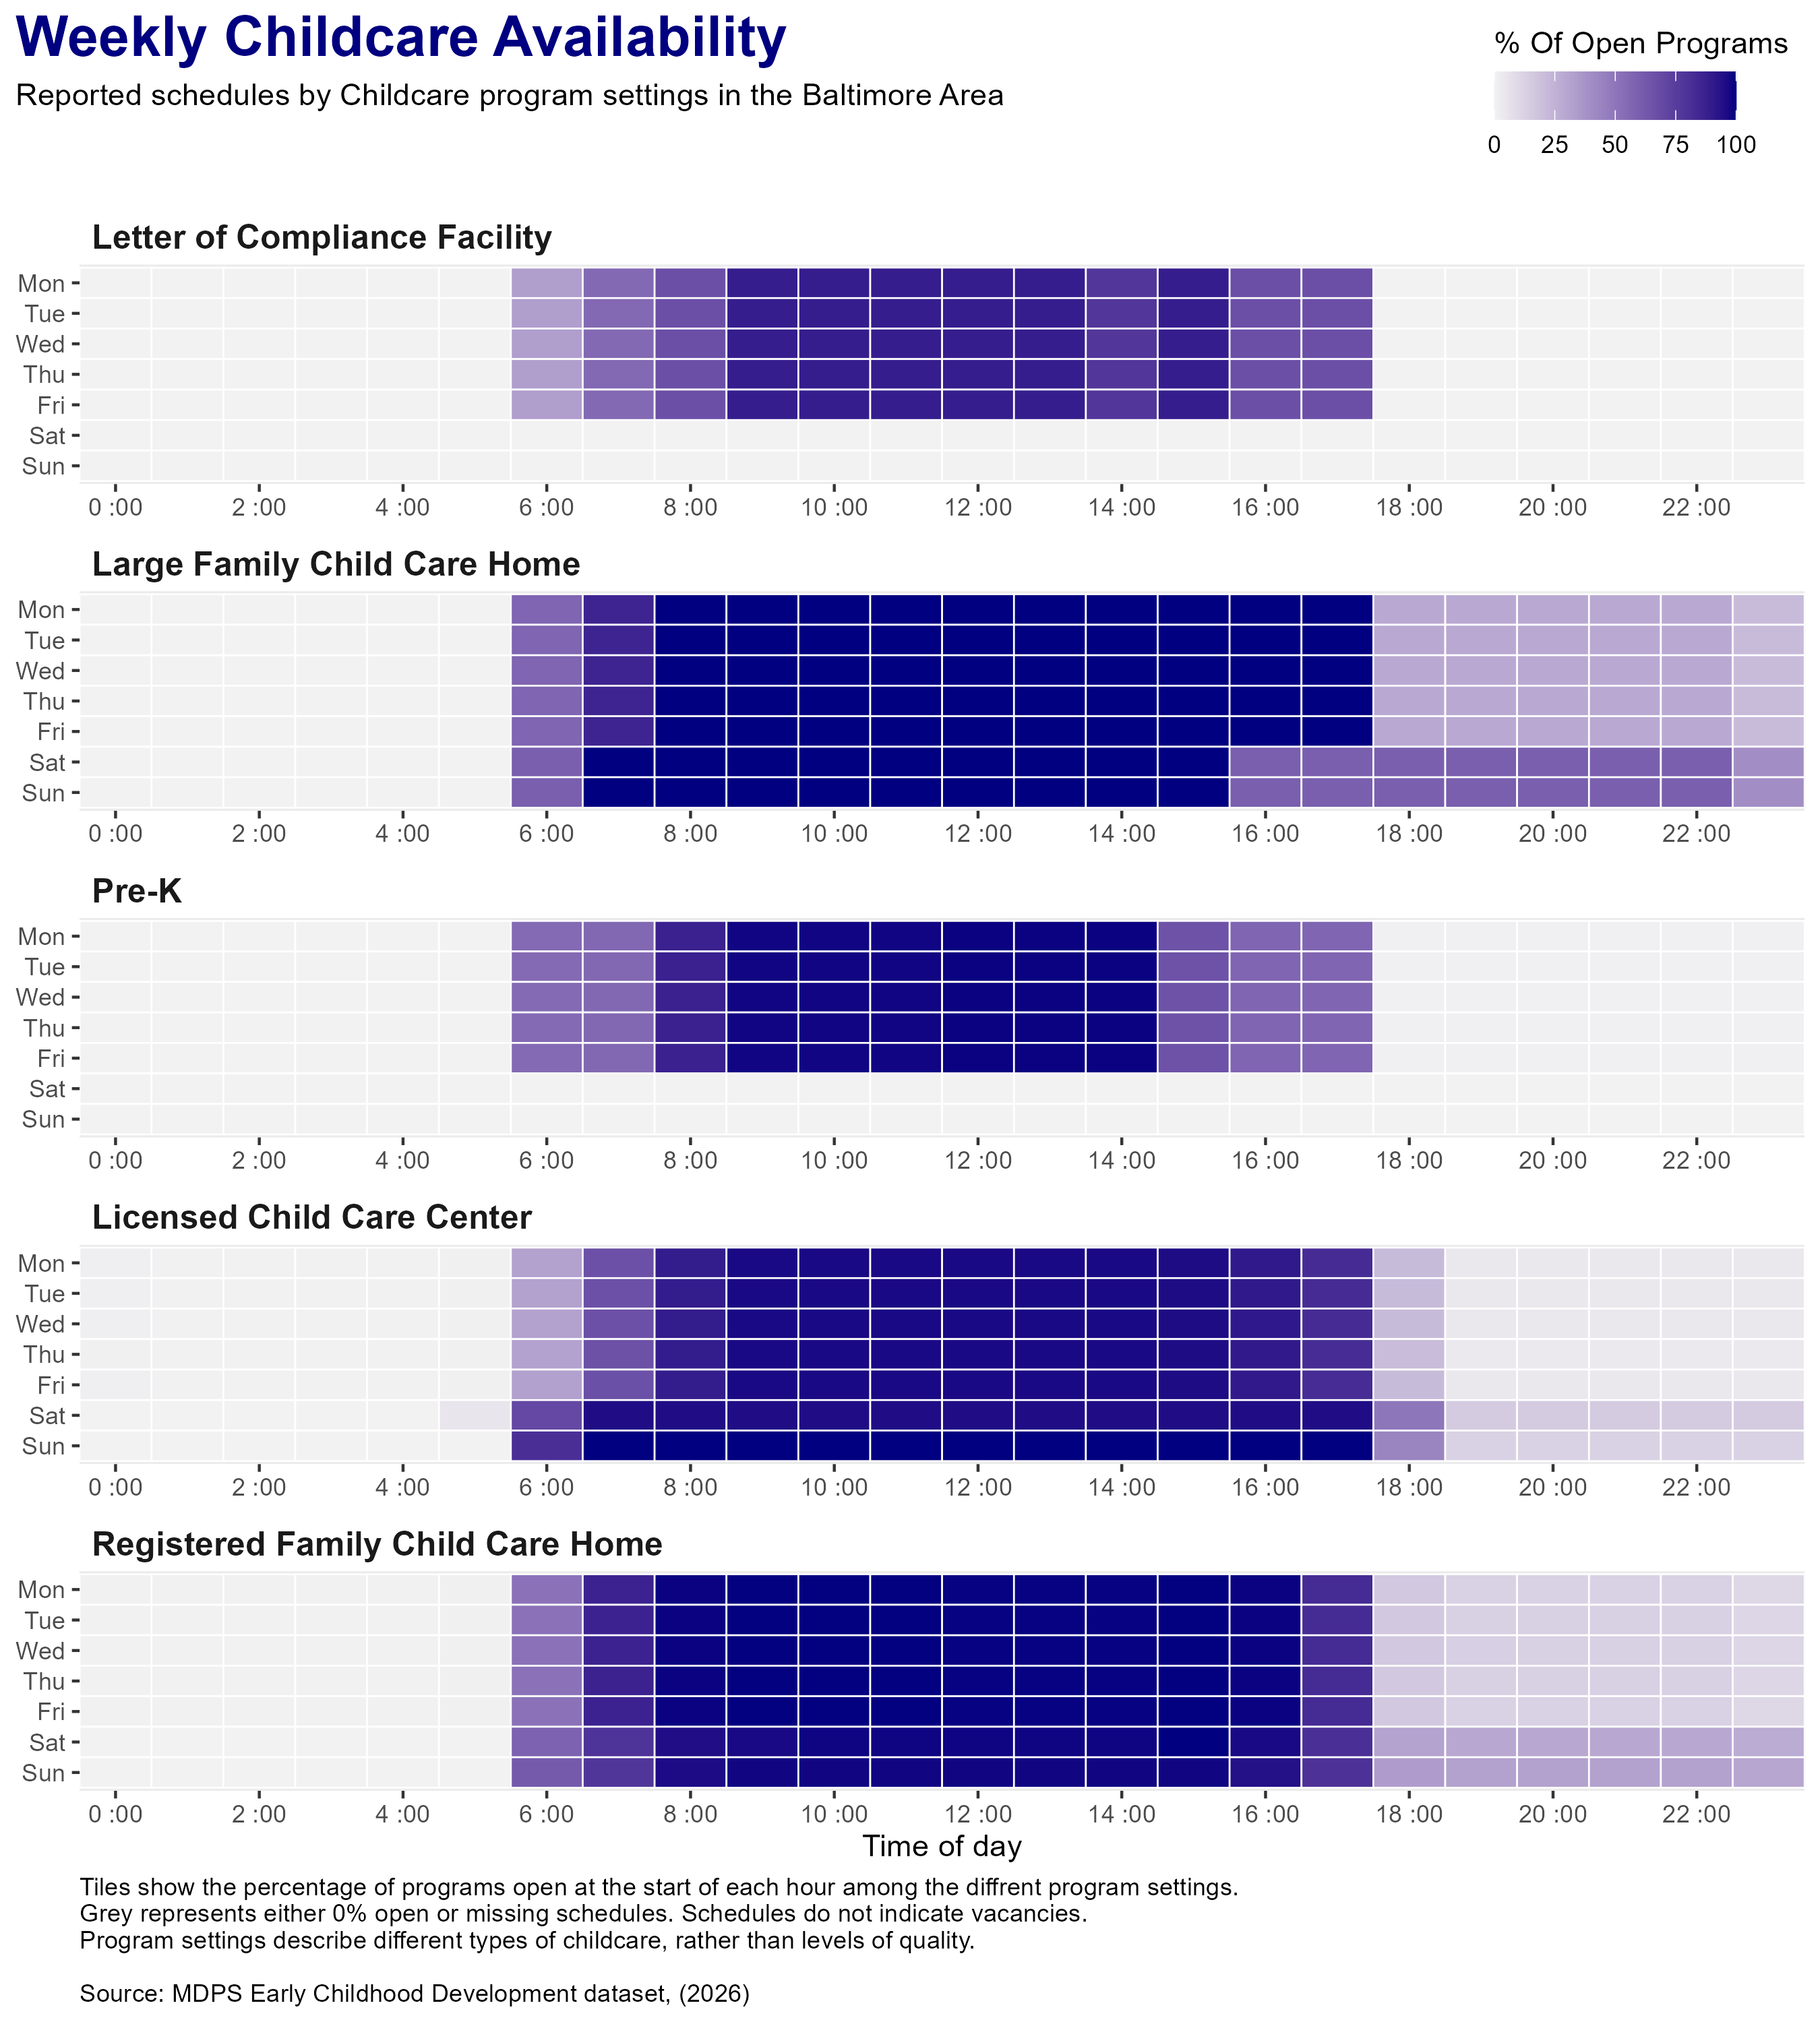 Weekly Childcare Availability
Reported schedules by Childcare program settings in the Baltimore Area
% Of Open Programs
0 25 50 75 100
Letter of Compliance Facility
Mon
Tue
Wed
Thu
Fri
Sat
Sun
0 :00 2 :00 4 :00 6 :00 8 :00 10 :00 12 :00 14 :00 16 :00 18 :00 20 :00 22 :00
Large Family Child Care Home
Mon
Tue
Wed
Thu
Fri
Sat
Sun
0 :00 2 :00 4 :00 6 :00 8 :00 10 :00 12 :00 14 :00 16 :00 18 :00 20 :00 22 :00
Pre-K
Mon
Tue
Wed
Thu
Fri
Sat
Sun
0 :00 2 :00 4 :00 6 :00 8 :00 10 :00 12 :00 14 :00 16 :00 18 :00 20 :00 22 :00
Licensed Child Care Center
Mon
Tue
Wed
Thu
Fri
Sat
Sun
0 :00 2 :00 4 :00 6 :00 8 :00 10 :00 12 :00 14 :00 16 :00 18 :00 20 :00 22 :00
Registered Family Child Care Home
Mon
Tue
Wed
Thu
Fri
Sat
Sun
0 :00 2 :00 4 :00 6 :00 8 :00 10 :00 12 :00 14 :00 16 :00 18 :00 20 :00 22 :00
Time of day
Tiles show the percentage of programs open at the start of each hour among the diffrent program settings.
Grey represents either 0% open or missing schedules. Schedules do not indicate vacancies.
Program settings describe different types of childcare, rather than levels of quality.
Source: MDPS Early Childhood Development dataset, (2026)